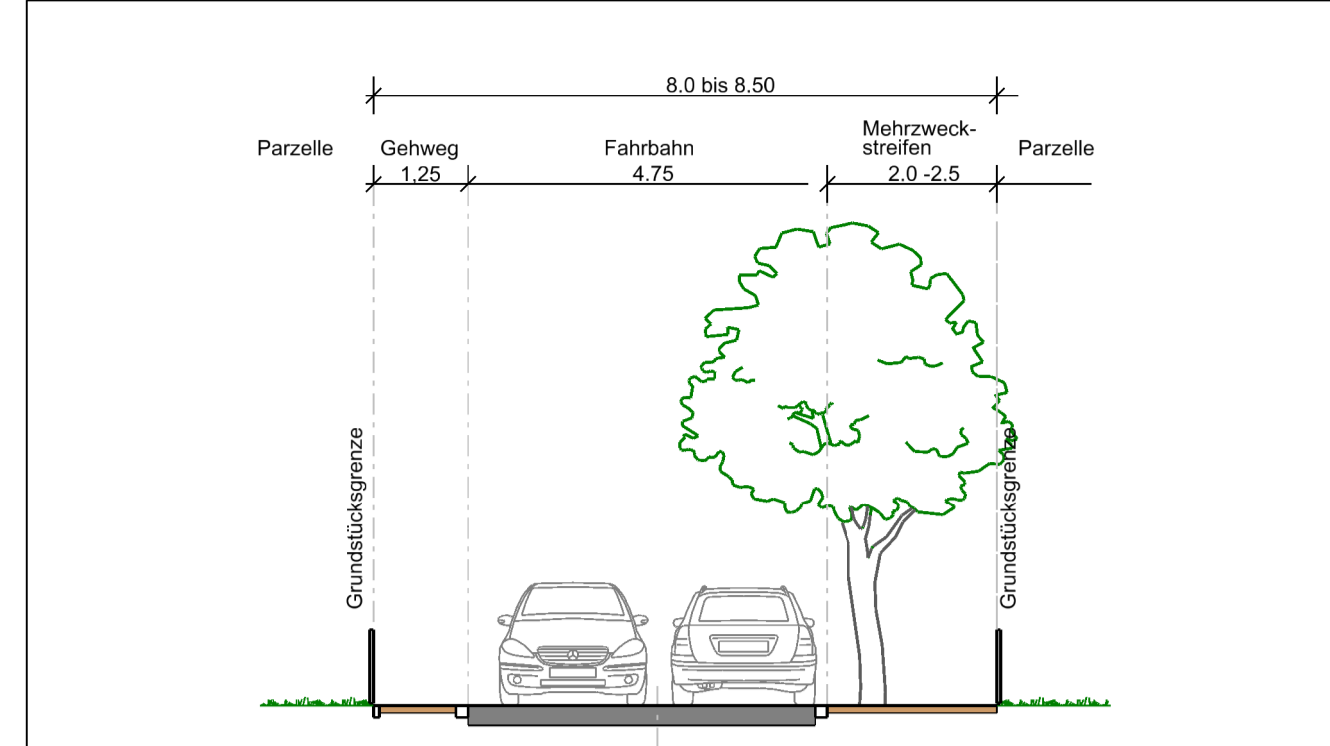 8.0 bis 8.50
Parzelle
Gehweg
Fahrbahn
Mehrzweck-
streifen
Parzelle
1,25
4.75
2.0 -2.5
Grundstücksgrenze
Grundstücksgrenze